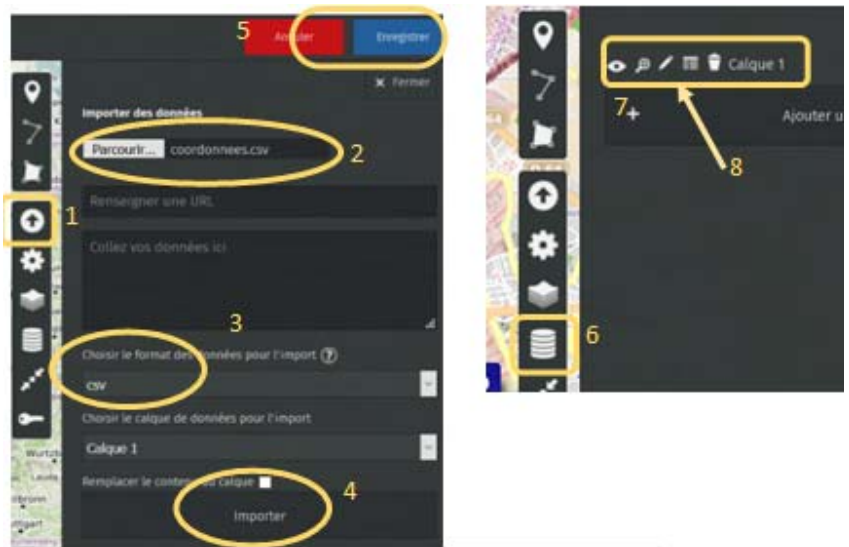 5
Annuler
Enregistrer
× Fermer
Importer des données
Parcourir... coordonnees.csv
2
1
Renseigner une URL
Collez vos données ici
3
Choisir le format des données pour l'import ?
csv
Choisir le calque de données pour l'import
Calque 1
Remplacer le contenu du calque
4
Importer
Calque 1
7
+ Ajouter u
8
6